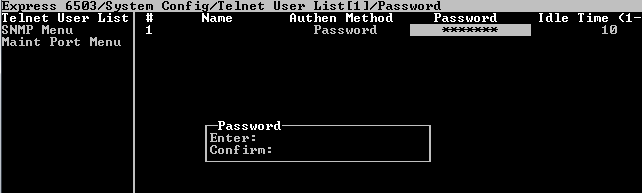 Express 6503/System Config/Telnet User List[1]/Password
Telnet User List # Name Authen Method Password Idle Time (1-
SNMP Menu 1 Password ******* 10
Maint Port Menu
Password
Enter:
Confirm: